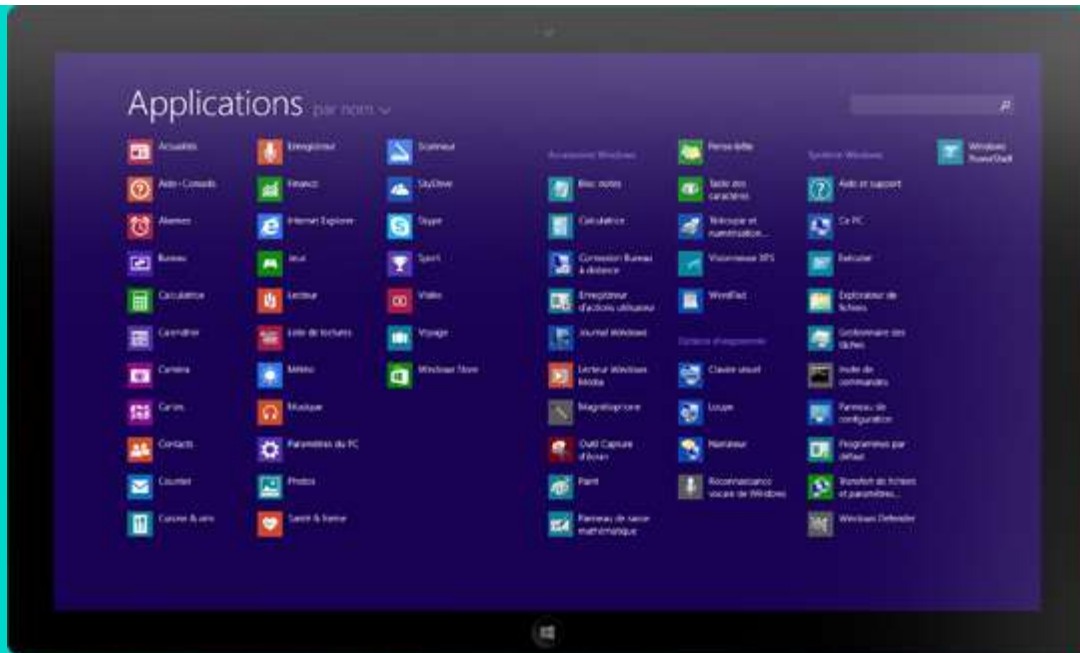 Applications par nom
Actualités
Aide+Conseils
Alarmes
Bureau
Calculatrice
Calendrier
Caméra
Cartes
Contacts
Courrier
Cuisine & vins
Enregistreur
Finance
Internet Explorer
Jeux
Lecteur
Liste de lectures
Météo
Musique
Paramètres du PC
Photos
Santé & forme
Scanneur
SkyDrive
Skype
Sport
Vidéo
Voyage
Windows Store
Accessoires Windows
Bloc-notes
Calculatrice
Connexion Bureau
à distance
Enregistreur
d'actions utilisateur
Journal Windows
Lecteur Windows
Media
Magnétophone
Outil Capture
d'écran
Paint
Panneau de saisie
mathématique
Pense-bête
Table des
caractères
Télécopie et
numérisation...
Visionneuse XPS
WordPad
Options d'ergonomie
Clavier visuel
Loupe
Narrateur
Reconnaissance
vocale de Windows
Système Windows
Aide et support
Ce PC
Exécuter
Explorateur de
fichiers
Gestionnaire des
tâches
Invite de
commandes
Panneau de
configuration
Programmes par
défaut
Transfert de fichiers
et paramètres...
Windows Defender
Windows
PowerShell